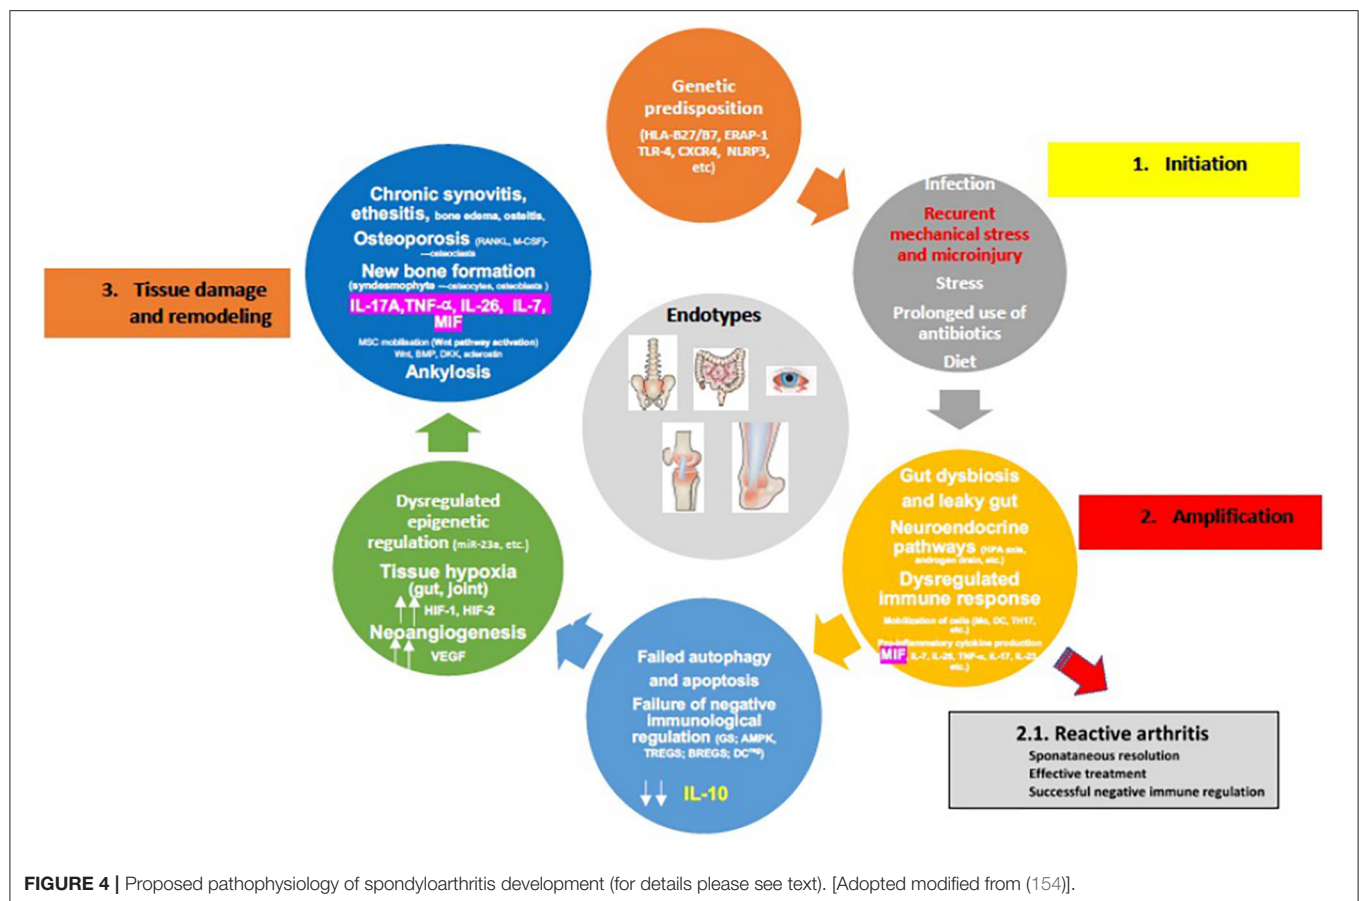 Genetic
predisposition
(HLA-B27/B7, ERAP-1
TLR-4, CXCR4, NLRP3,
etc)
1. Initiation
Infection
Recurent
mechanical stress
and microinjury
Stress
Prolonged use of
antibiotics
Diet
Gut dysbiosis
and leaky gut
Neuroendocrine
pathways (HPA axis,
androgen drain, etc.)
Dysregulated
immune response
Mobilization of cells (Mo, DC, TH17,
etc.)
Pro-inflammatory cytokine production
MIF, IL-7, IL-26, TNF-α, IL-17, IL-23,
etc.)
2. Amplification
2.1. Reactive arthritis
Sponataneous resolution
Effective treatment
Successful negative immune regulation
Failed autophagy
and apoptosis
Failure of negative
immunological
regulation (GS; AMPK,
TREGS; BREGS; DCreg)
IL-10
Dysregulated
epigenetic
regulation (miR-23a, etc.)
Tissue hypoxia
(gut, joint)
HIF-1, HIF-2
Neoangiogenesis
VEGF
3. Tissue damage
and remodeling
Chronic synovitis,
ethesitis, bone edema, osteitis,
Osteoporosis (RANKL, M-CSF)-
—osteoclasts
New bone formation
(syndesmophyte —osteocytes, osteoblasts )
IL-17A,TNF-α, IL-26, IL-7,
MIF
MSC mobilisation (Wnt pathway activation)
Wnt, BMP, DKK, sclerostin
Ankylosis
Endotypes
FIGURE 4 | Proposed pathophysiology of spondyloarthritis development (for details please see text). [Adopted modified from (154)].